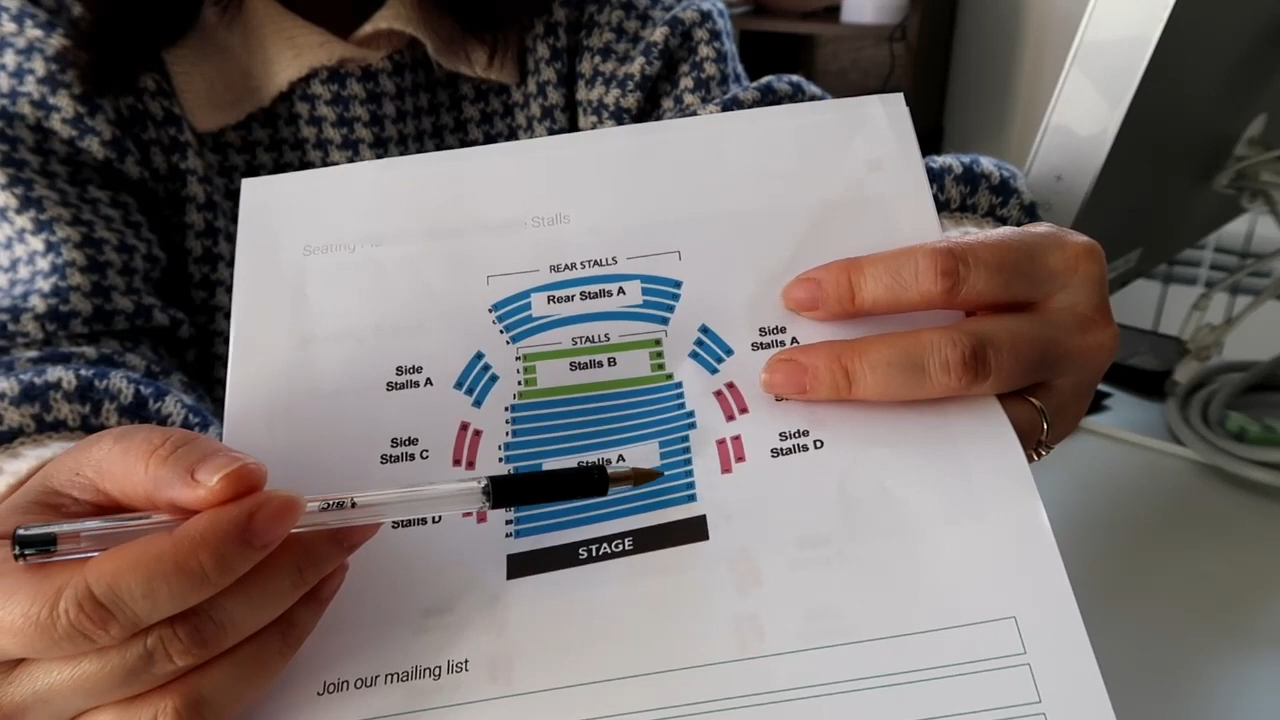 Stalls
REAR STALLS
Rear Stalls A
STALLS
Stalls B
Side
Stalls A
Side
Stalls A
Side
Stalls C
Side
Stalls D
Stalls A
Stalls D
STAGE
BIC
Join our mailing list